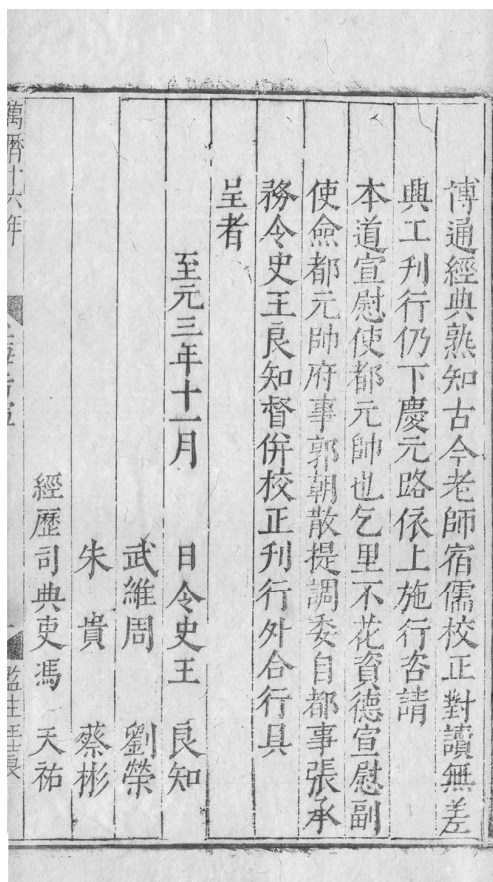 博通經典熟知古今老師宿儒校正對讀無差
興工刊行仍下慶元路依上施行咨請
本道宣慰使都元帥也乞里不花資德宣慰副
使僉都元帥府事郭朝散提調委自都事張承
務令史王良知督併校正刊行外合行具
呈者
至元三年十一月 日令史王 良知
武維周 劉榮
朱 貴 蔡彬
經歷司典吏馮 天祐
萬曆十六年